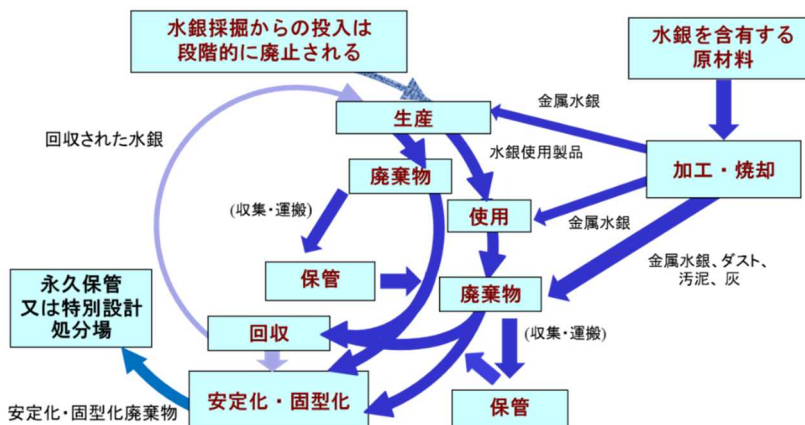 水銀採掘からの投入は
段階的に廃止される
水銀を含有する
原材料
金属水銀
生産
回収された水銀
水銀使用製品
加工・焼却
廃棄物
(収集・運搬)
使用
金属水銀
金属水銀、ダスト、
汚泥、灰
保管
廃棄物
永久保管
又は特別設計
処分場
回収
(収集・運搬)
安定化・固型化
保管
安定化・固型化廃棄物